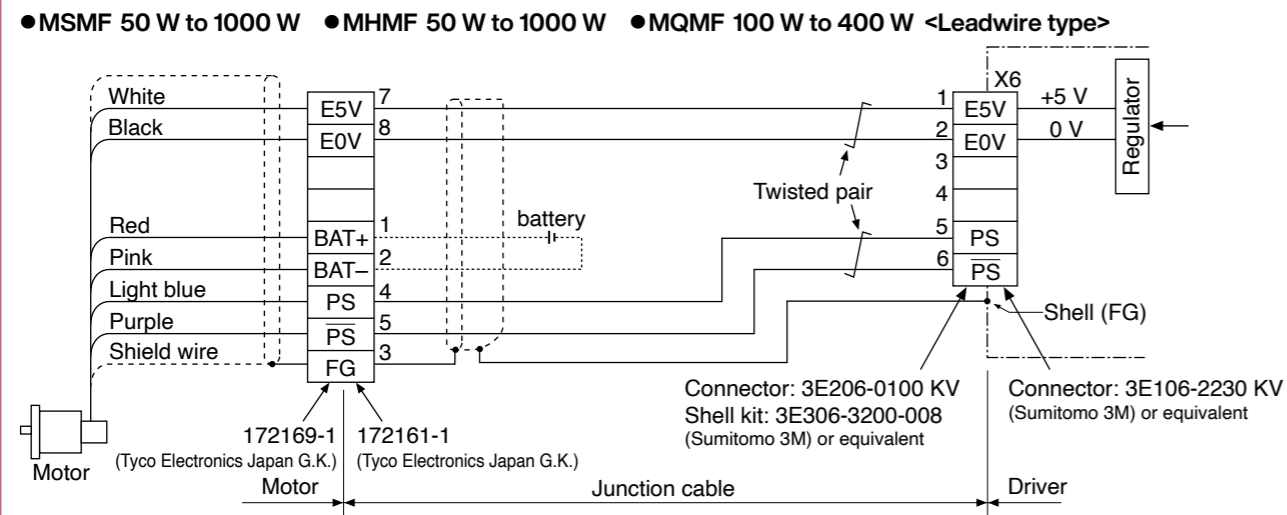 ●MSMF 50 W to 1000 W ●MHMF 50 W to 1000 W ●MQMF 100 W to 400 W <Leadwire type>
White
Black
Red
Pink
Light blue
Purple
Shield wire
Motor
E5V
E0V
BAT+
BAT–
PS
P̅S̅
FG
7
8
1
2
4
5
3
battery
Twisted pair
1
2
3
4
5
6
X6
E5V
E0V
PS
P̅S̅
+5 V
0 V
Regulator
Shell (FG)
172169-1
(Tyco Electronics Japan G.K.)
172161-1
(Tyco Electronics Japan G.K.)
Connector: 3E206-0100 KV
Shell kit: 3E306-3200-008
(Sumitomo 3M) or equivalent
Connector: 3E106-2230 KV
(Sumitomo 3M) or equivalent
Motor
Junction cable
Driver